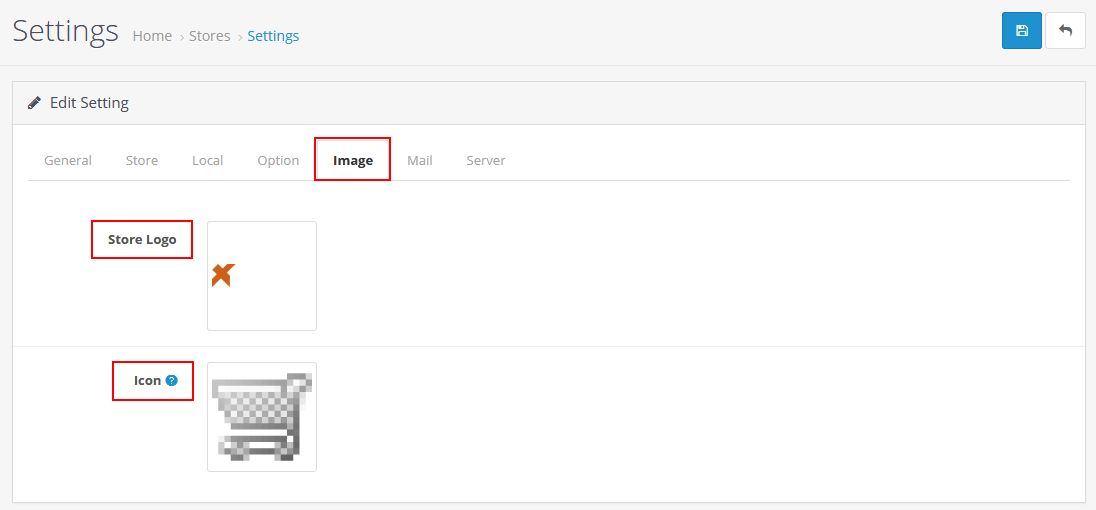 Settings Home › Stores › Settings
Edit Setting
General Store Local Option Image Mail Server
Store Logo
Icon ?